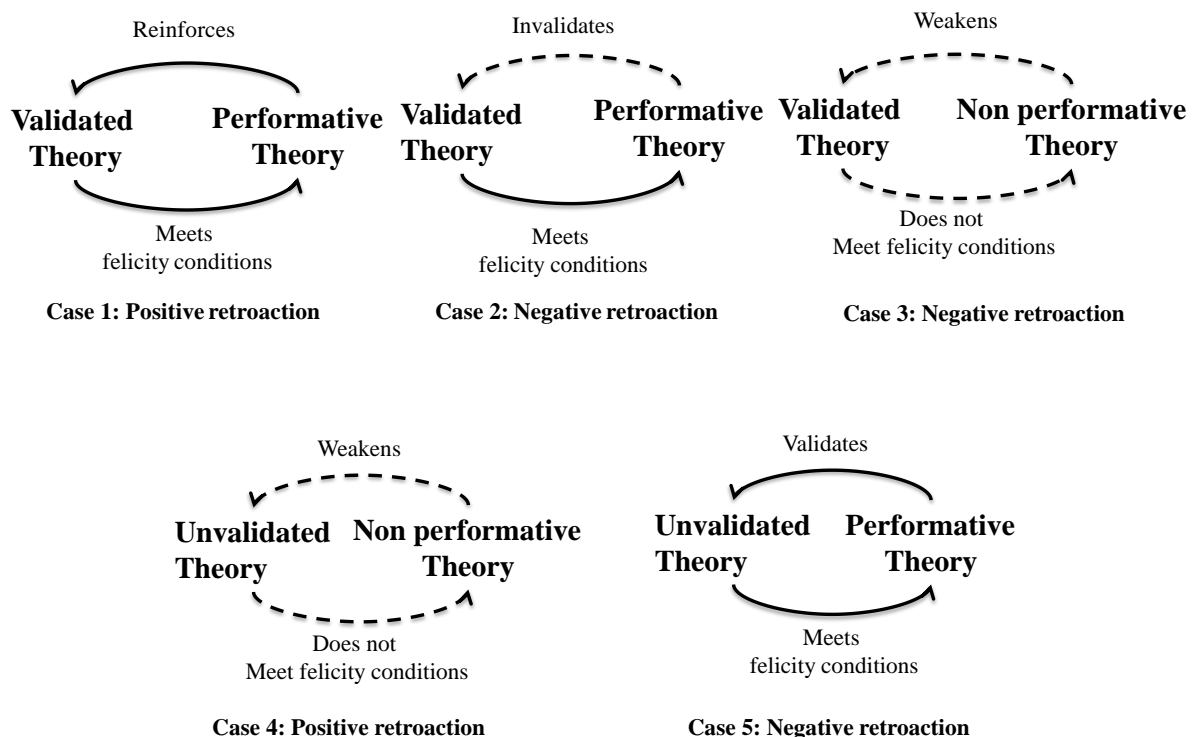 Reinforces
Validated
Theory
Performative
Theory
Meets
felicity conditions
Case 1: Positive retroaction
Invalidates
Validated
Theory
Performative
Theory
Meets
felicity conditions
Case 2: Negative retroaction
Weakens
Validated
Theory
Non performative
Theory
Does not
Meet felicity conditions
Case 3: Negative retroaction
Weakens
Unvalidated
Theory
Non performative
Theory
Does not
Meet felicity conditions
Case 4: Positive retroaction
Validates
Unvalidated
Theory
Performative
Theory
Meets
felicity conditions
Case 5: Negative retroaction